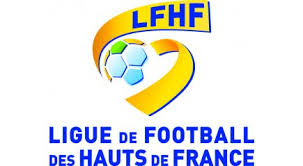 LFHF
LIGUE DE FOOTBALL
DES HAUTS DE FRANCE